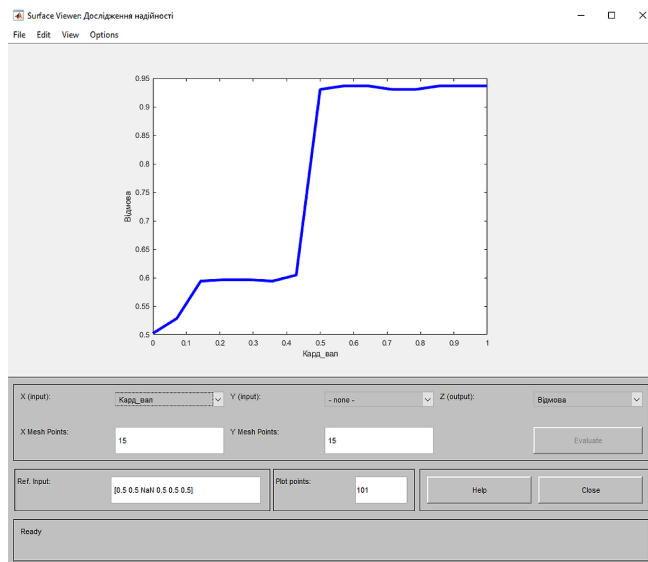 Surface Viewer: Дослідження надійності
File Edit View Options
0.95
0.9
0.85
0.8
0.75
0.7
0.65
0.6
0.55
0.5
Відмова
0 0.1 0.2 0.3 0.4 0.5 0.6 0.7 0.8 0.9 1
Кард_вал
X (input): Кард_вал Y (input): - none - Z (output): Відмова
X Mesh Points: 15 Y Mesh Points: 15 Evaluate
Ref. Input: [0.5 0.5 NaN 0.5 0.5 0.5] Plot points: 101 Help Close
Ready